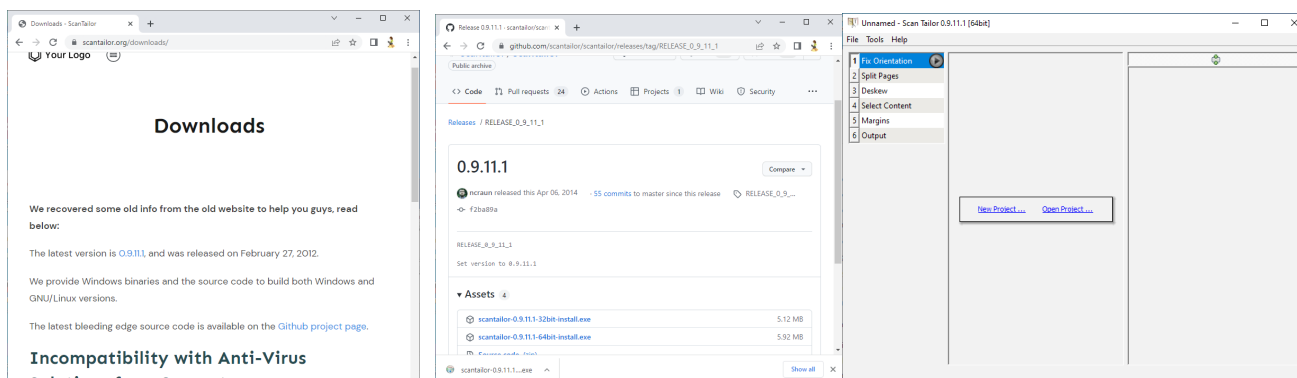 Downloads - ScanTailor
scantailor.org/downloads/
Your Logo
Downloads
We recovered some old info from the old website to help you guys, read
below:
The latest version is 0.9.11.1, and was released on February 27, 2012.
We provide Windows binaries and the source code to build both Windows and
GNU/Linux versions.
The latest bleeding edge source code is available on the Github project page.
Incompatibility with Anti-Virus
Release 0.9.11.1 · scantailor/scan
github.com/scantailor/scantailor/releases/tag/RELEASE_0_9_11_1
Public archive
Code
Pull requests 24
Actions
Projects 1
Wiki
Security
Releases / RELEASE_0_9_11_1
0.9.11.1
Compare
ncraun released this Apr 06, 2014
· 55 commits to master since this release
RELEASE_0_9_...
f2ba89a
RELEASE_0_9_11_1
Set version to 0.9.11.1
Assets 4
scantailor-0.9.11.1-32bit-install.exe 5.12 MB
scantailor-0.9.11.1-64bit-install.exe 5.92 MB
Source code (zip)
scantailor-0.9.11.1....exe
Show all
Unnamed - Scan Tailor 0.9.11.1 [64bit]
File Tools Help
1 Fix Orientation
2 Split Pages
3 Deskew
4 Select Content
5 Margins
6 Output
New Project ... Open Project ...